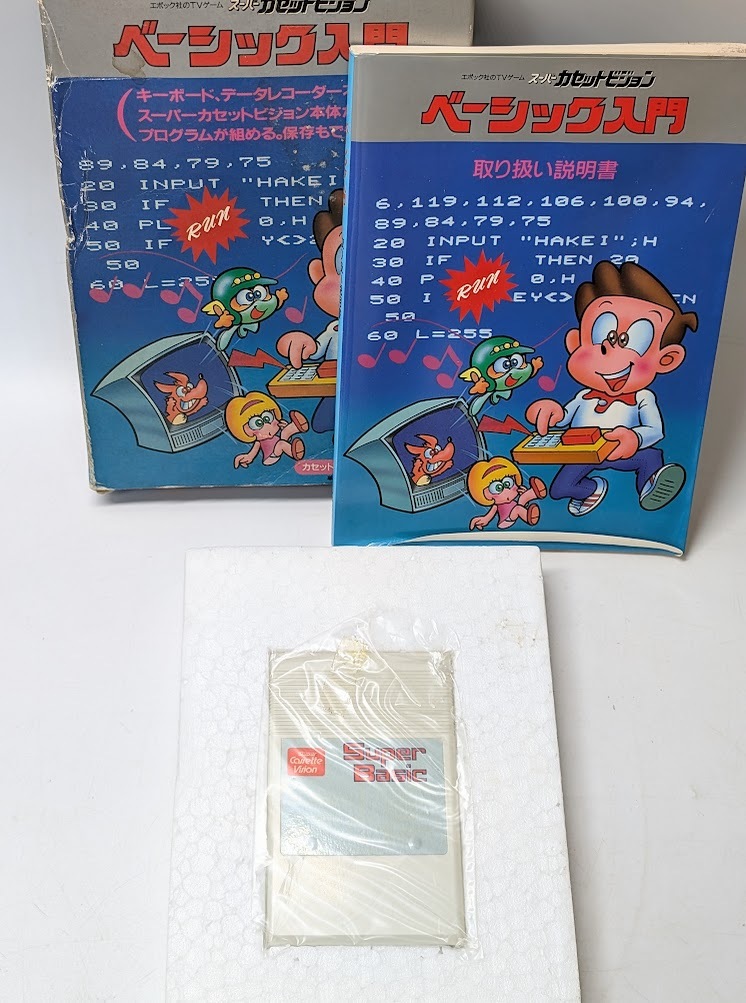 エポック社のTVゲーム スーパーカセットビジョン
ベーシック入門
キーボード、データレコーダー
スーパーカセットビジョン本体
プログラムが組める。保存も
89,84,79,75
20 INPUT "HAKEI
30 IF THEN
40 PL 0,H
50 IF Y<>
50
60 L=25
RUN
カセット
エポック社のTVゲーム スーパーカセットビジョン
ベーシック入門
取り扱い説明書
6,119,112,106,100,94,
89,84,79,75
20 INPUT "HAKEI";H
30 IF THEN 20
40 P 0,H
50 I EY<> EN
50
60 L=255
RUN
Super
Cassette
Vision
Super
Basic